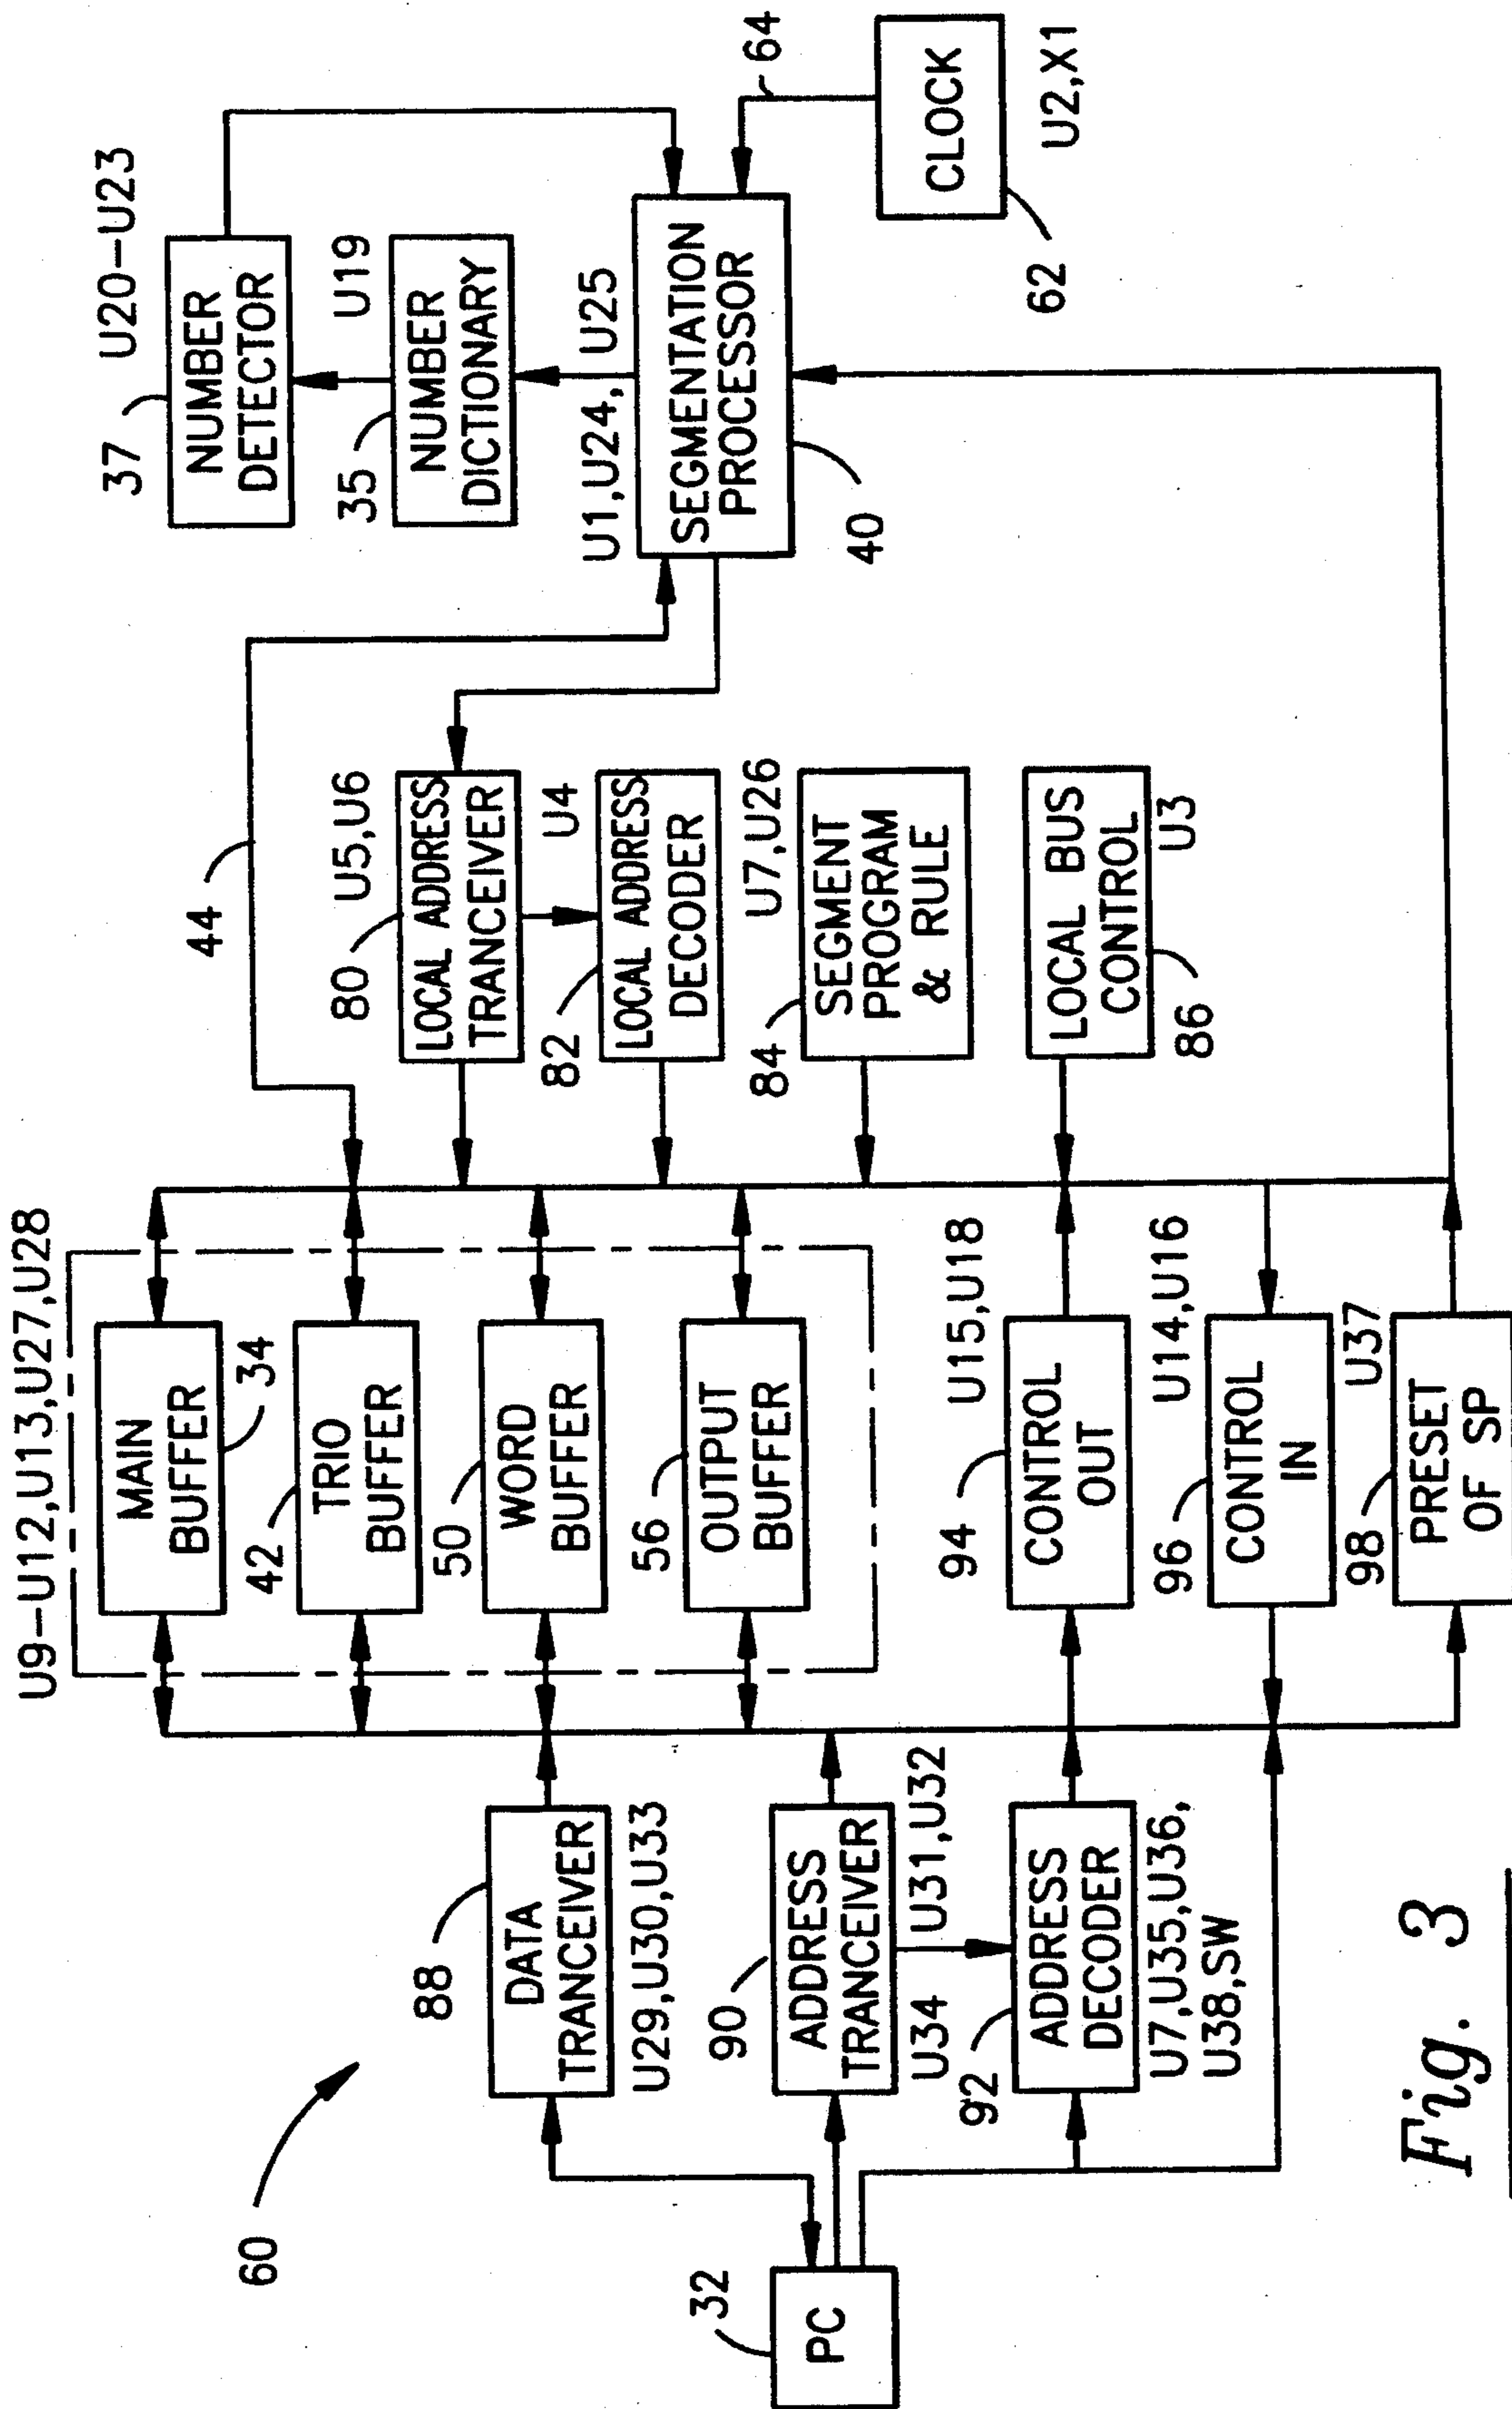 60
32
PC
88
DATA
TRANCEIVER
U29,U30,U33
90
ADDRESS
TRANCEIVER
U34
U31,U32
92
ADDRESS
DECODER
U7,U35,U36,
U38,SW
U9-U12,U13,U27,U28
MAIN
BUFFER
34
42
TRIO
BUFFER
50
WORD
BUFFER
56
OUTPUT
BUFFER
94
CONTROL
OUT
U15,U18
96
CONTROL
IN
U14,U16
98
PRESET
OF SP
U37
44
80
LOCAL ADDRESS
TRANCEIVER
U5,U6
82
LOCAL ADDRESS
DECODER
U4
84
SEGMENT
PROGRAM
& RULE
U7,U26
86
LOCAL BUS
CONTROL
U3
37
NUMBER
DETECTOR
U20-U23
35
NUMBER
DICTIONARY
U19
U1,U24,
U25
SEGMENTATION
PROCESSOR
40
64
CLOCK
62
U2,X1
Fig. 3